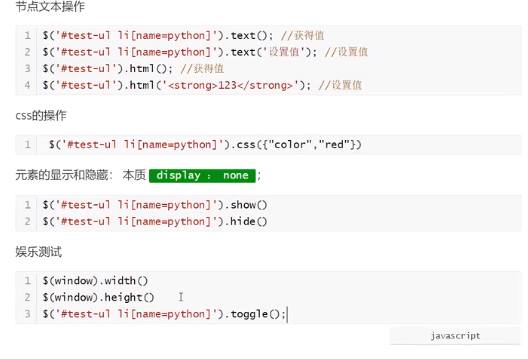 节点文本操作
1 $('#test-ul li[name=python]').text(); //获得值
2 $('#test-ul li[name=python]').text('设置值'); //设置值
3 $('#test-ul').html(); //获得值
4 $('#test-ul').html('<strong>123</strong>'); //设置值
css的操作
1 $('#test-ul li[name=python]').css({"color","red"})
元素的显示和隐藏： 本质 display : none ;
1 $('#test-ul li[name=python]').show()
2 $('#test-ul li[name=python]').hide()
娱乐测试
1 $(window).width()
2 $(window).height()
3 $('#test-ul li[name=python]').toggle();
javascript